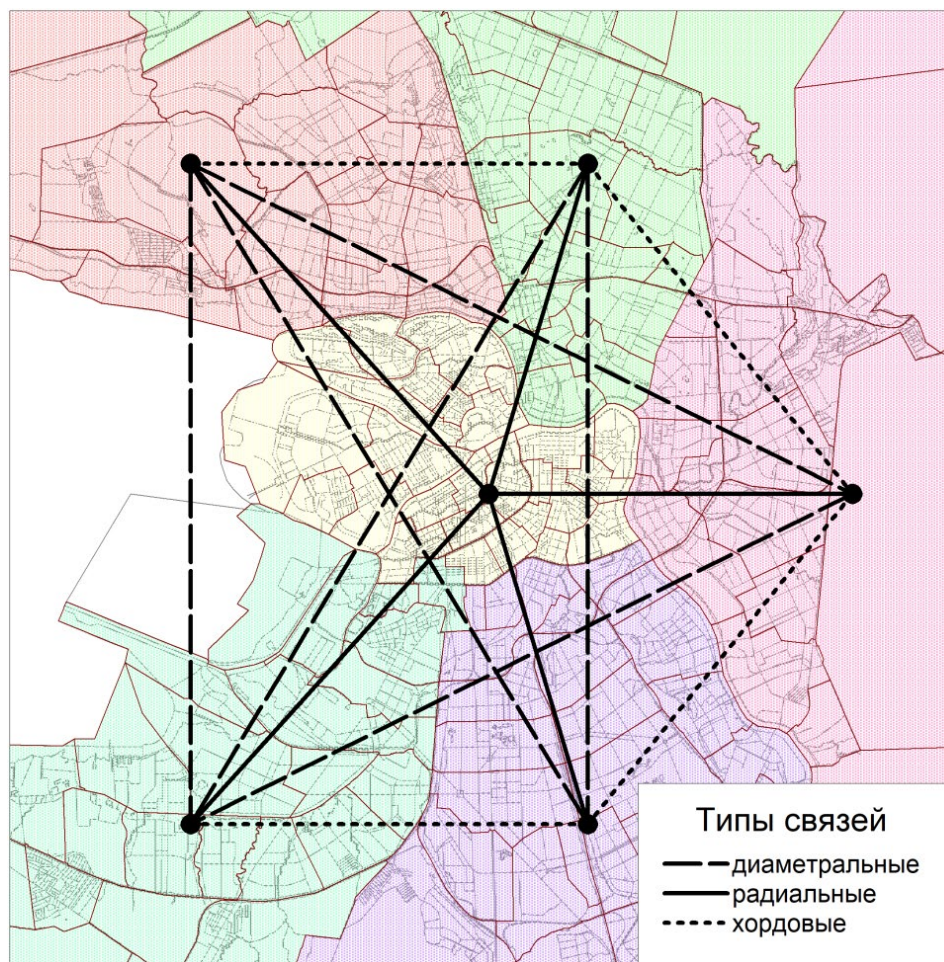 Типы связей
диаметральные
радиальные
хордовые